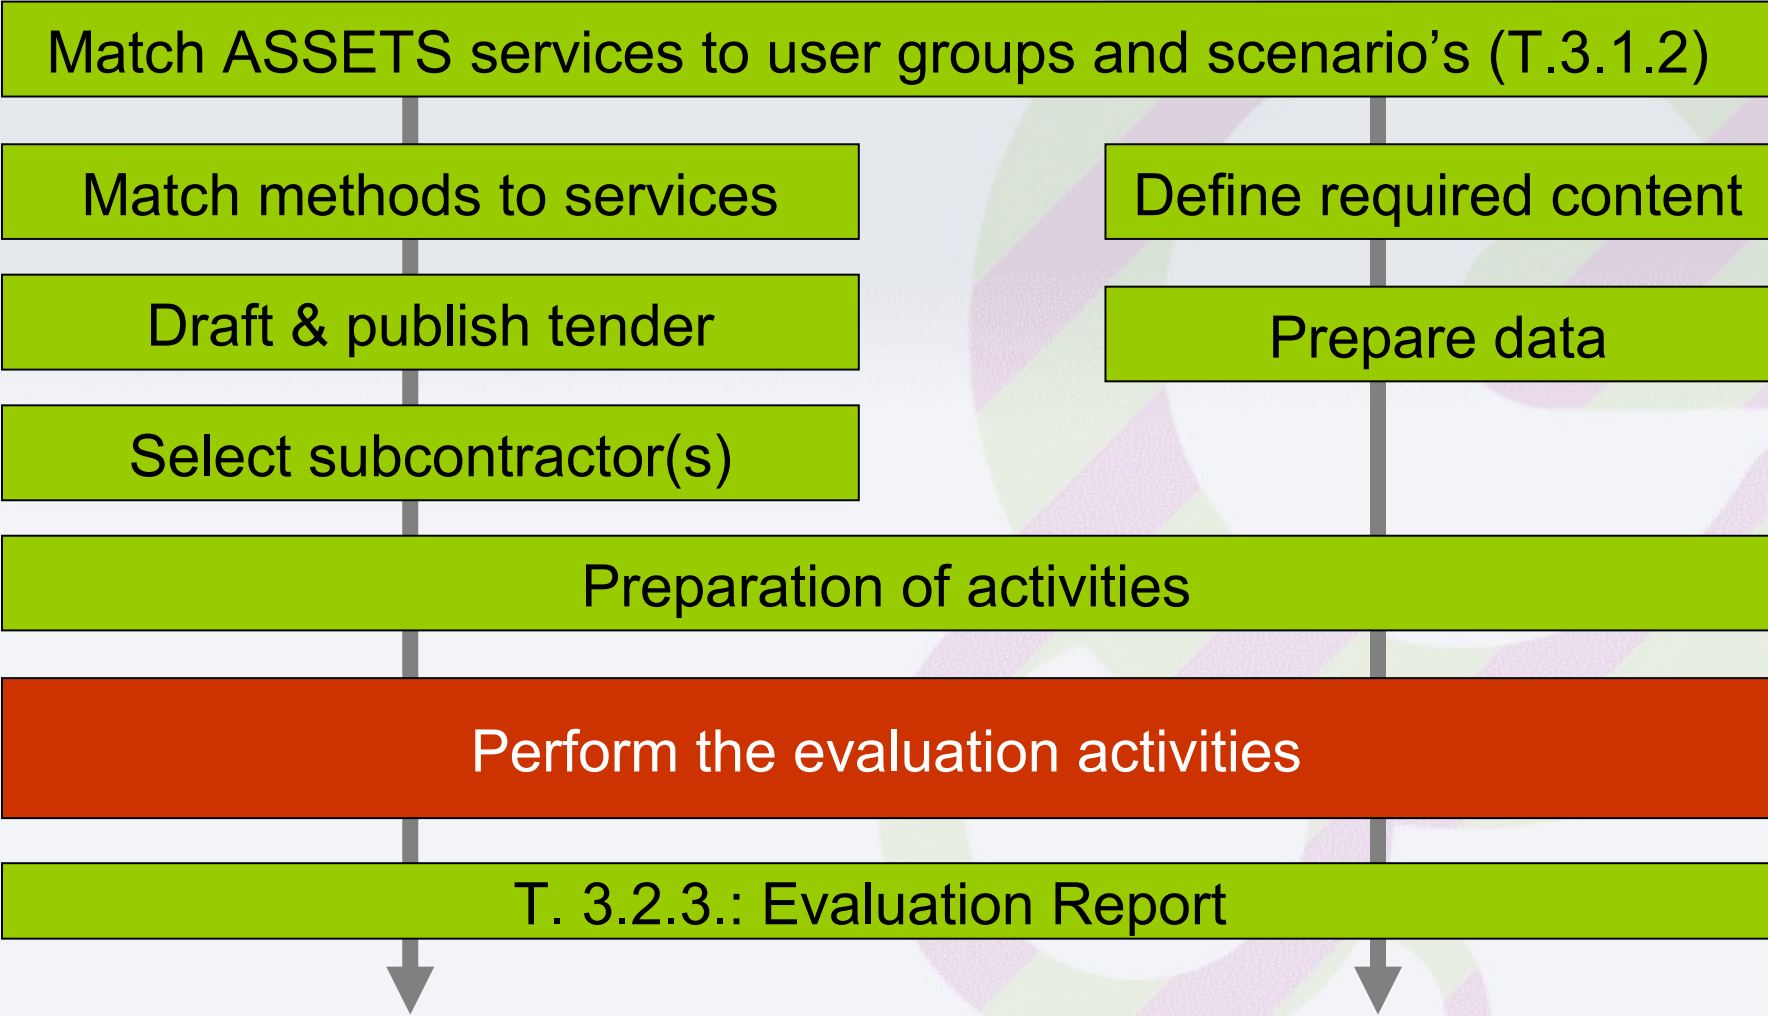 Match ASSETS services to user groups and scenario’s (T.3.1.2)
Match methods to services
Define required content
Draft & publish tender
Prepare data
Select subcontractor(s)
Preparation of activities
Perform the evaluation activities
T. 3.2.3.: Evaluation Report